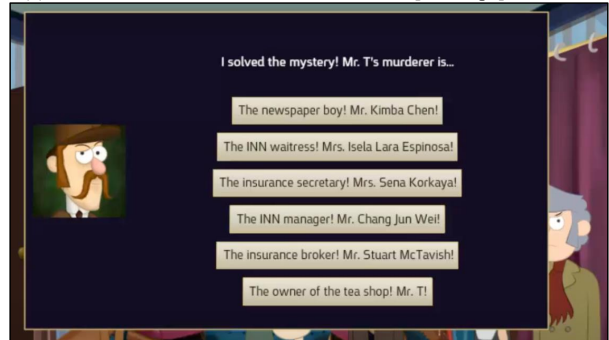 I solved the mystery! Mr. T's murderer is...
The newspaper boy! Mr. Kimba Chen!
The INN waitress! Mrs. Isela Lara Espinosa!
The insurance secretary! Mrs. Sena Korkaya!
The INN manager! Mr. Chang Jun Wei!
The insurance broker! Mr. Stuart McTavish!
The owner of the tea shop! Mr. T!